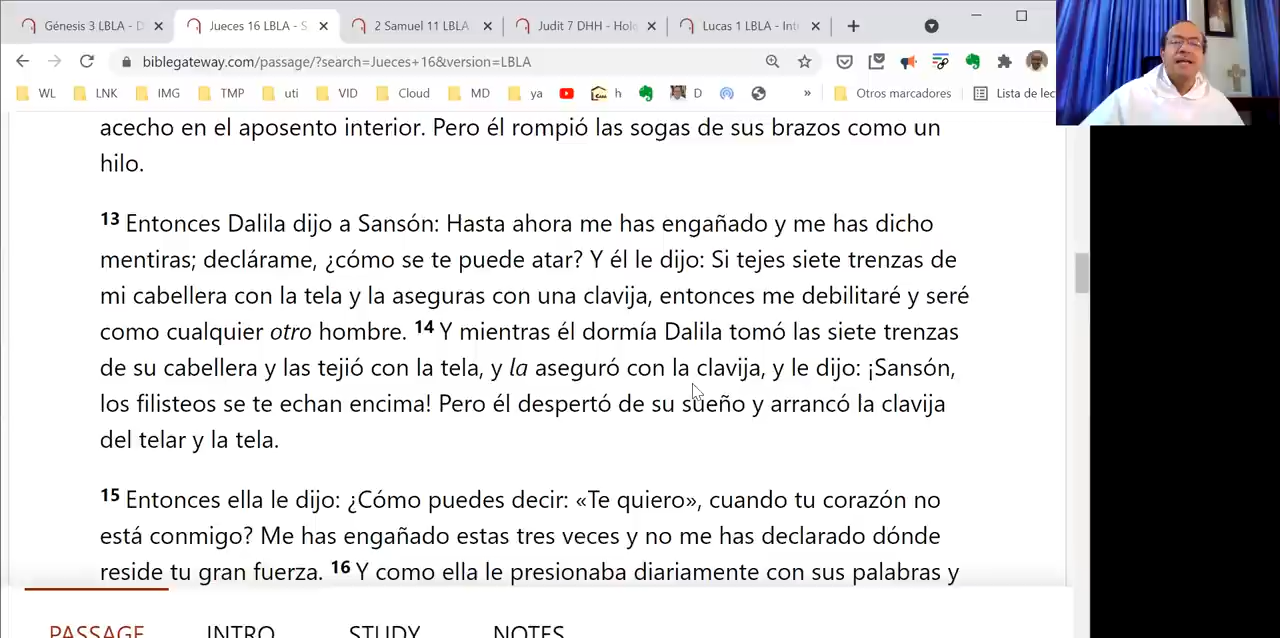 Génesis 3 LBLA - D
Jueces 16 LBLA - S
2 Samuel 11 LBLA -
Judit 7 DHH - Holo
Lucas 1 LBLA - Int
biblegateway.com/passage/?search=Jueces+16&version=LBLA
WL LNK IMG TMP uti VID Cloud MD ya h D » Otros marcadores Lista de lec
acecho en el aposento interior. Pero él rompió las sogas de sus brazos como un
hilo.
13 Entonces Dalila dijo a Sansón: Hasta ahora me has engañado y me has dicho
mentiras; declárame, ¿cómo se te puede atar? Y él le dijo: Si tejes siete trenzas de
mi cabellera con la tela y la aseguras con una clavija, entonces me debilitaré y seré
como cualquier otro hombre. 14 Y mientras él dormía Dalila tomó las siete trenzas
de su cabellera y las tejió con la tela, y la aseguró con la clavija, y le dijo: ¡Sansón,
los filisteos se te echan encima! Pero él despertó de su sueño y arrancó la clavija
del telar y la tela.
15 Entonces ella le dijo: ¿Cómo puedes decir: «Te quiero», cuando tu corazón no
está conmigo? Me has engañado estas tres veces y no me has declarado dónde
reside tu gran fuerza. 16 Y como ella le presionaba diariamente con sus palabras y
PASSAGE INTRO STUDY NOTES